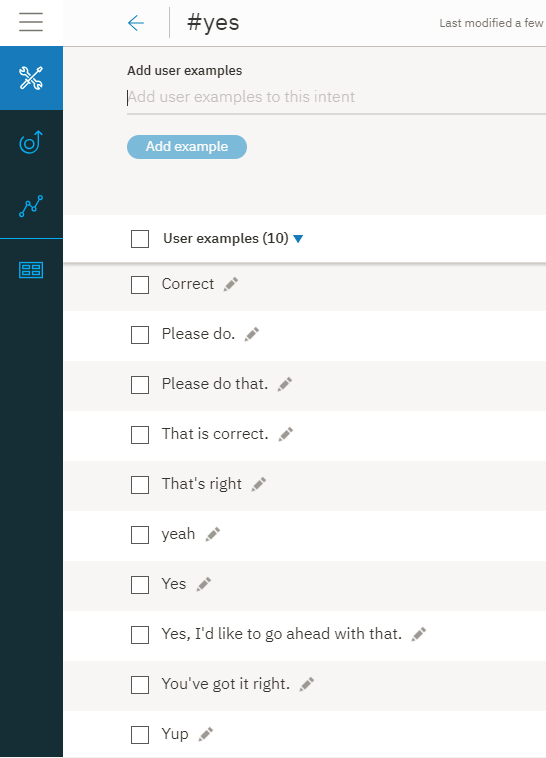 #yes
Last modified a few
Add user examples
Add user examples to this intent
Add example
User examples (10)
Correct
Please do.
Please do that.
That is correct.
That's right
yeah
Yes
Yes, I'd like to go ahead with that.
You've got it right.
Yup